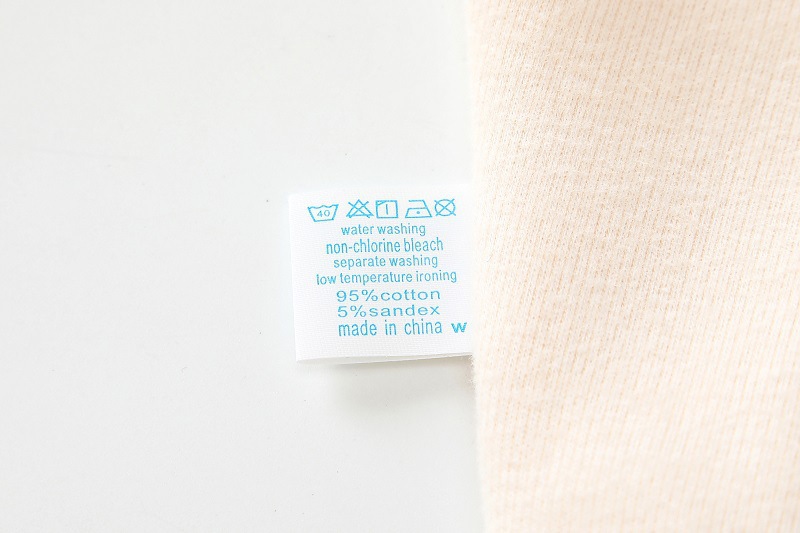 40
water washing
non-chlorine bleach
separate washing
low temperature ironing
95%cotton
5%sandex
made in china w